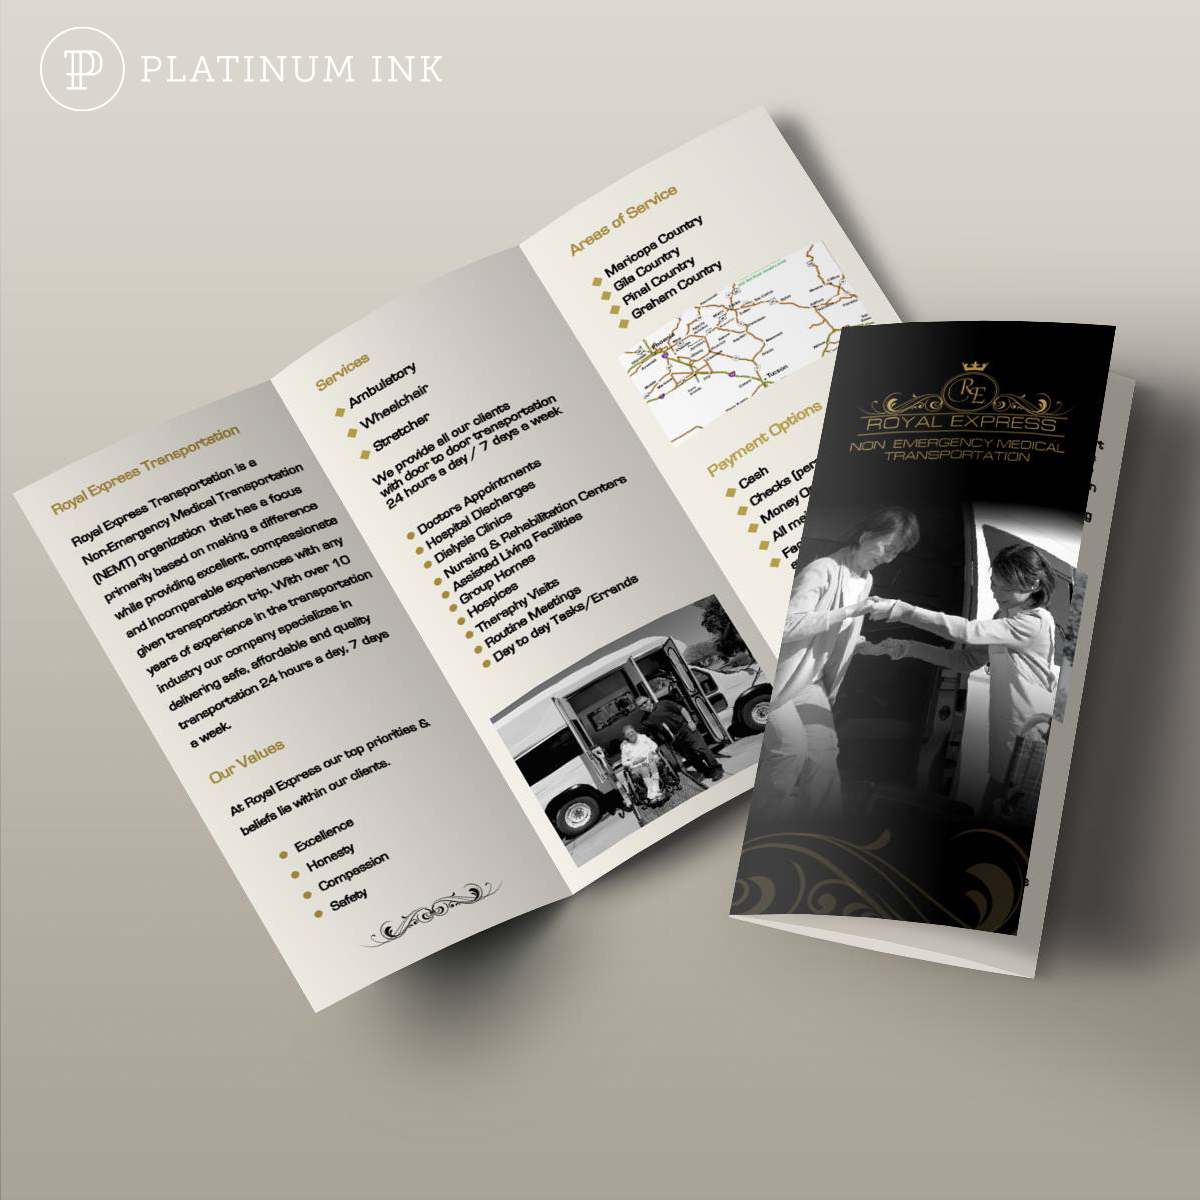 PLATINUM INK
Royal Express Transportation
Royal Express Transportation is a
Non-Emergency Medical Transportation
(NEMT) organization that has a focus
primarily based on making a difference
while providing excellent, compassionate
and incomparable experiences with any
given transportation trip. With over 10
years of experience in the transportation
industry our company specializes in
delivering safe, affordable and quality
transportation 24 hours a day, 7 days
a week.
Our Values
At Royal Express our top priorities &
beliefs lie within our clients.
Excellence
Honesty
Compassion
Safety
Services
Ambulatory
Wheelchair
Stretcher
We provide all our clients
with door to door transportation
24 hours a day / 7 days a week
Doctors Appointments
Hospital Discharges
Dialysis Clinics
Nursing & Rehabilitation Centers
Assisted Living Facilities
Group Homes
Hospices
Theraphy Visits
Routine Meetings
Day to day Tasks/Errands
Areas of Service
Maricopa Country
Gila Country
Pinal Country
Graham Country
Phoenix
Tucson
Payment Options
Cash
Checks
Money
All
RE
ROYAL EXPRESS
NON EMERGENCY MEDICAL
TRANSPORTATION